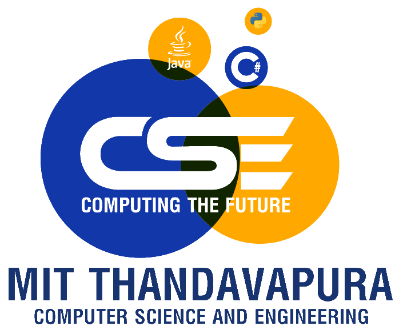 Java
C#
CSE
COMPUTING THE FUTURE
MIT THANDAVAPURA
COMPUTER SCIENCE AND ENGINEERING